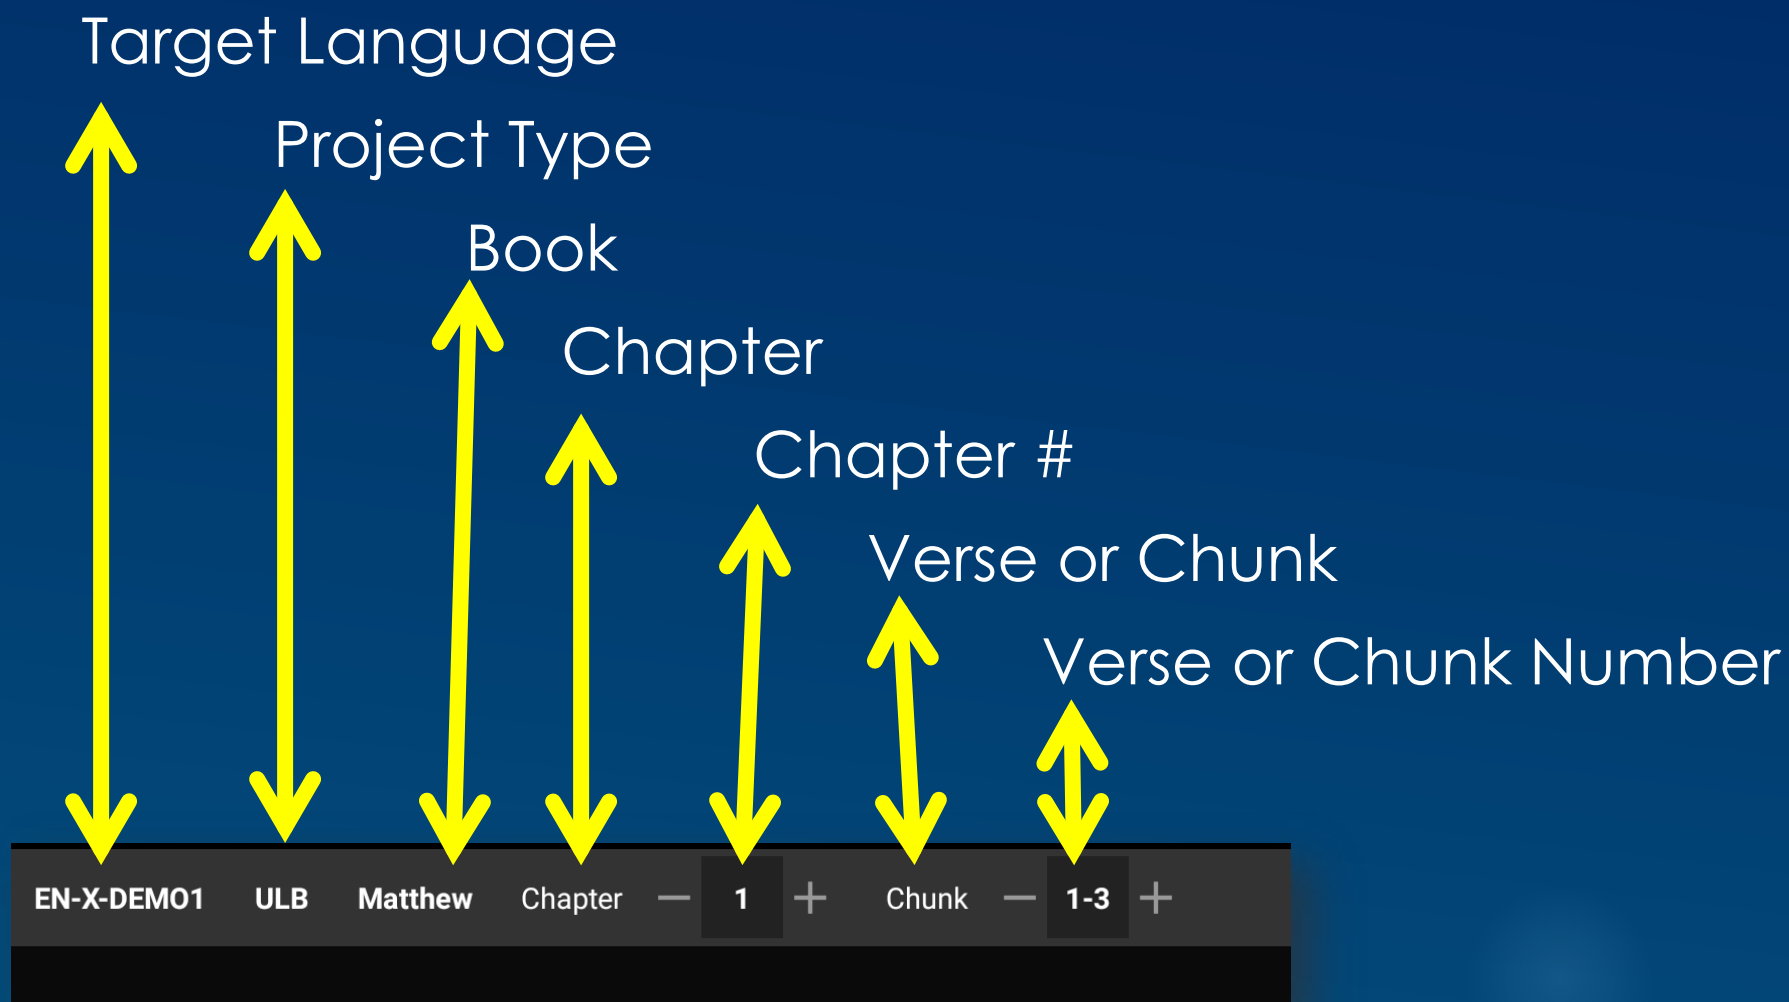 Target Language
Project Type
Book
Chapter
Chapter #
Verse or Chunk
Verse or Chunk Number
EN-X-DEMO1 ULB Matthew Chapter — 1 + Chunk — 1-3 +